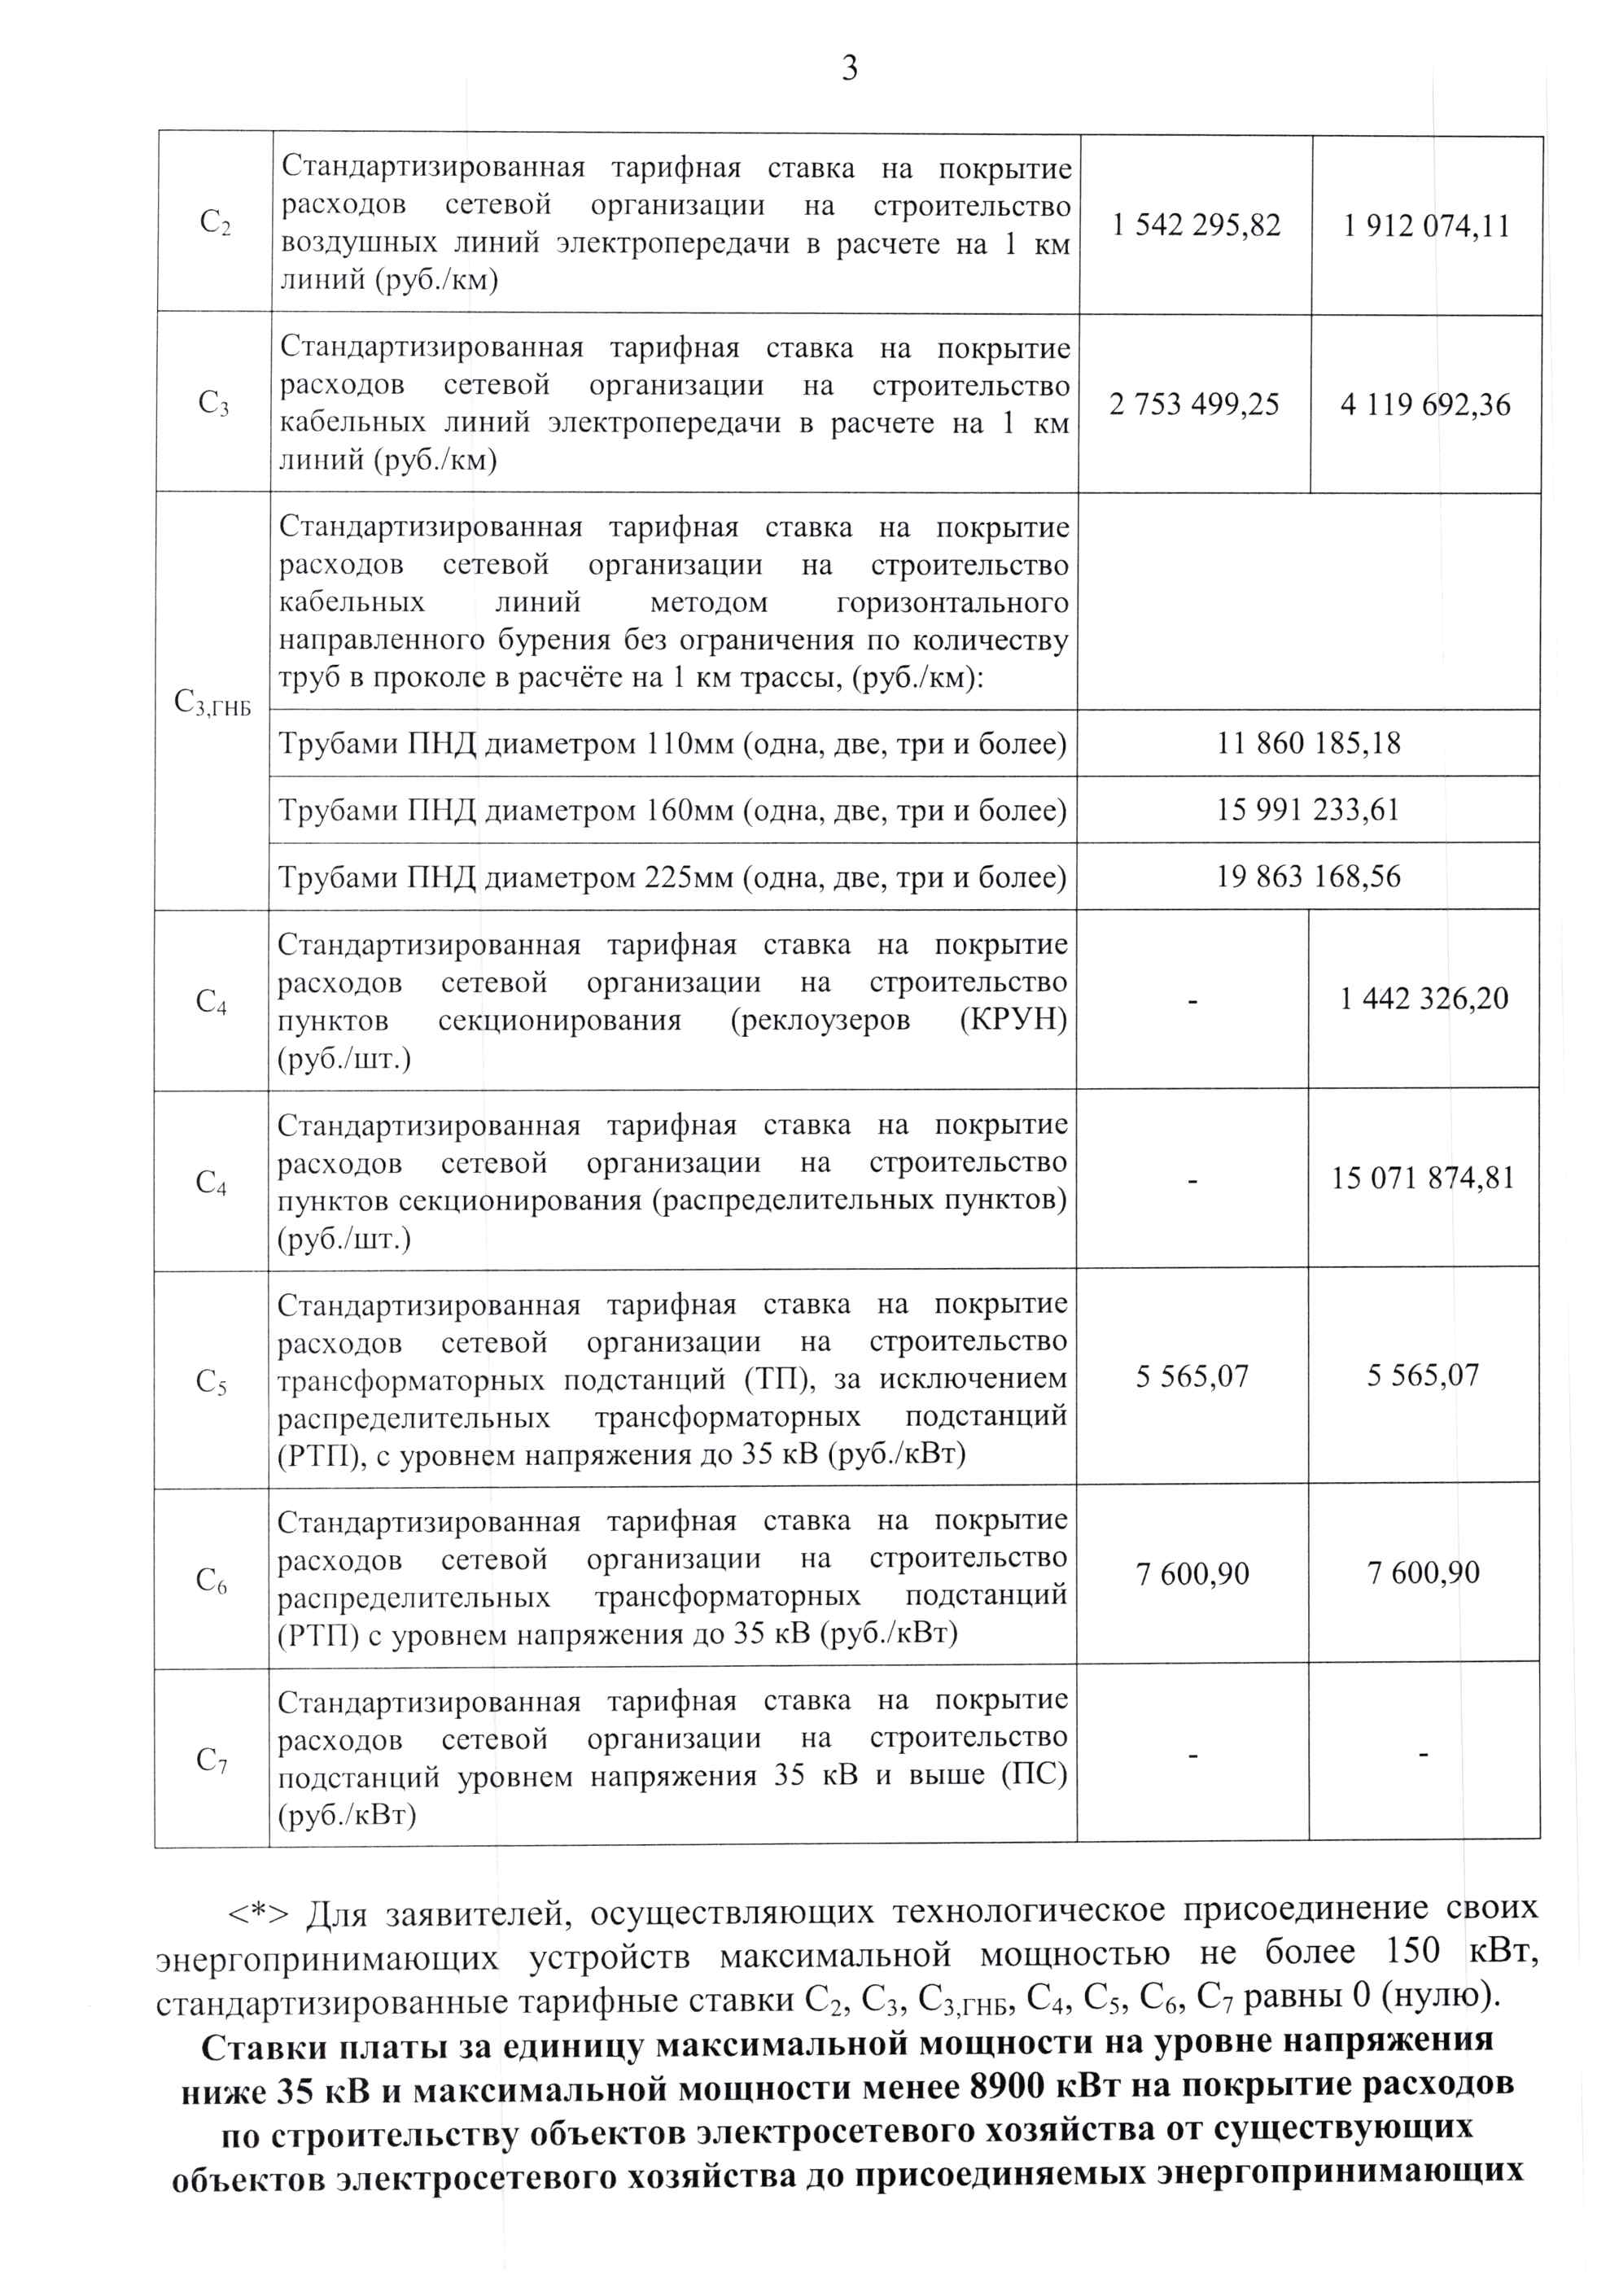 3
С2
Стандартизированная тарифная ставка на покрытие
расходов сетевой организации на строительство
воздушных линий электропередачи в расчете на 1 км
линий (руб./км)
1 542 295,82
1 912 074,11
С3
Стандартизированная тарифная ставка на покрытие
расходов сетевой организации на строительство
кабельных линий электропередачи в расчете на 1 км
линий (руб./км)
2 753 499,25
4 119 692,36
С3,ГНБ
Стандартизированная тарифная ставка на покрытие
расходов сетевой организации на строительство
кабельных линий методом горизонтального
направленного бурения без ограничения по количеству
труб в проколе в расчёте на 1 км трассы, (руб./км):
Трубами ПНД диаметром 110мм (одна, две, три и более)
11 860 185,18
Трубами ПНД диаметром 160мм (одна, две, три и более)
15 991 233,61
Трубами ПНД диаметром 225мм (одна, две, три и более)
19 863 168,56
С4
Стандартизированная тарифная ставка на покрытие
расходов сетевой организации на строительство
пунктов секционирования (реклоузеров (КРУН)
(руб./шт.)
-
1 442 326,20
С4
Стандартизированная тарифная ставка на покрытие
расходов сетевой организации на строительство
пунктов секционирования (распределительных пунктов)
(руб./шт.)
-
15 071 874,81
С5
Стандартизированная тарифная ставка на покрытие
расходов сетевой организации на строительство
трансформаторных подстанций (ТП), за исключением
распределительных трансформаторных подстанций
(РТП), с уровнем напряжения до 35 кВ (руб./кВт)
5 565,07
5 565,07
С6
Стандартизированная тарифная ставка на покрытие
расходов сетевой организации на строительство
распределительных трансформаторных подстанций
(РТП) с уровнем напряжения до 35 кВ (руб./кВт)
7 600,90
7 600,90
С7
Стандартизированная тарифная ставка на покрытие
расходов сетевой организации на строительство
подстанций уровнем напряжения 35 кВ и выше (ПС)
(руб./кВт)
-
-
<*> Для заявителей, осуществляющих технологическое присоединение своих
энергопринимающих устройств максимальной мощностью не более 150 кВт,
стандартизированные тарифные ставки С2, С3, С3,ГНБ, С4, С5, С6, С7 равны 0 (нулю).
Ставки платы за единицу максимальной мощности на уровне напряжения
ниже 35 кВ и максимальной мощности менее 8900 кВт на покрытие расходов
по строительству объектов электросетевого хозяйства от существующих
объектов электросетевого хозяйства до присоединяемых энергопринимающих